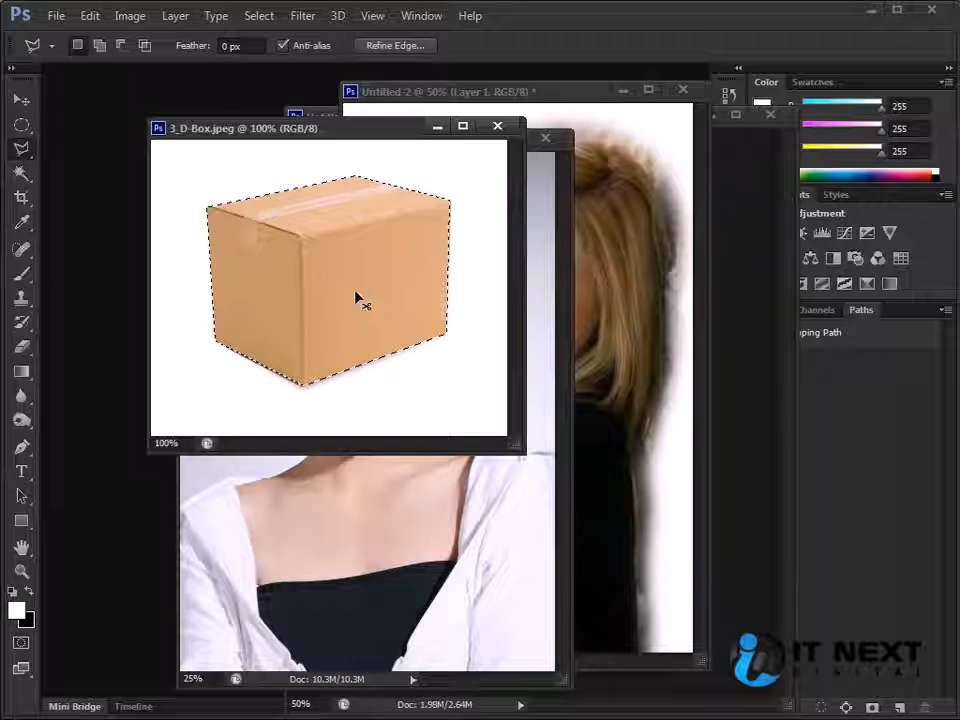 Ps File Edit Image Layer Type Select Filter 3D View Window Help
Feather: 0 px Anti-alias Refine Edge...
Color Swatches
Ps Untitled-2 @ 50% (Layer 1, RGB/8) *
255
255
255
Ps 3_D-Box.jpeg @ 100% (RGB/8)
Styles
Adjustment
Channels Paths
Path
100%
25% Doc: 10.3M/10.3M
50% Doc: 1.98M/2.64M
Mini Bridge Timeline
IT NEXT
DIGITAL